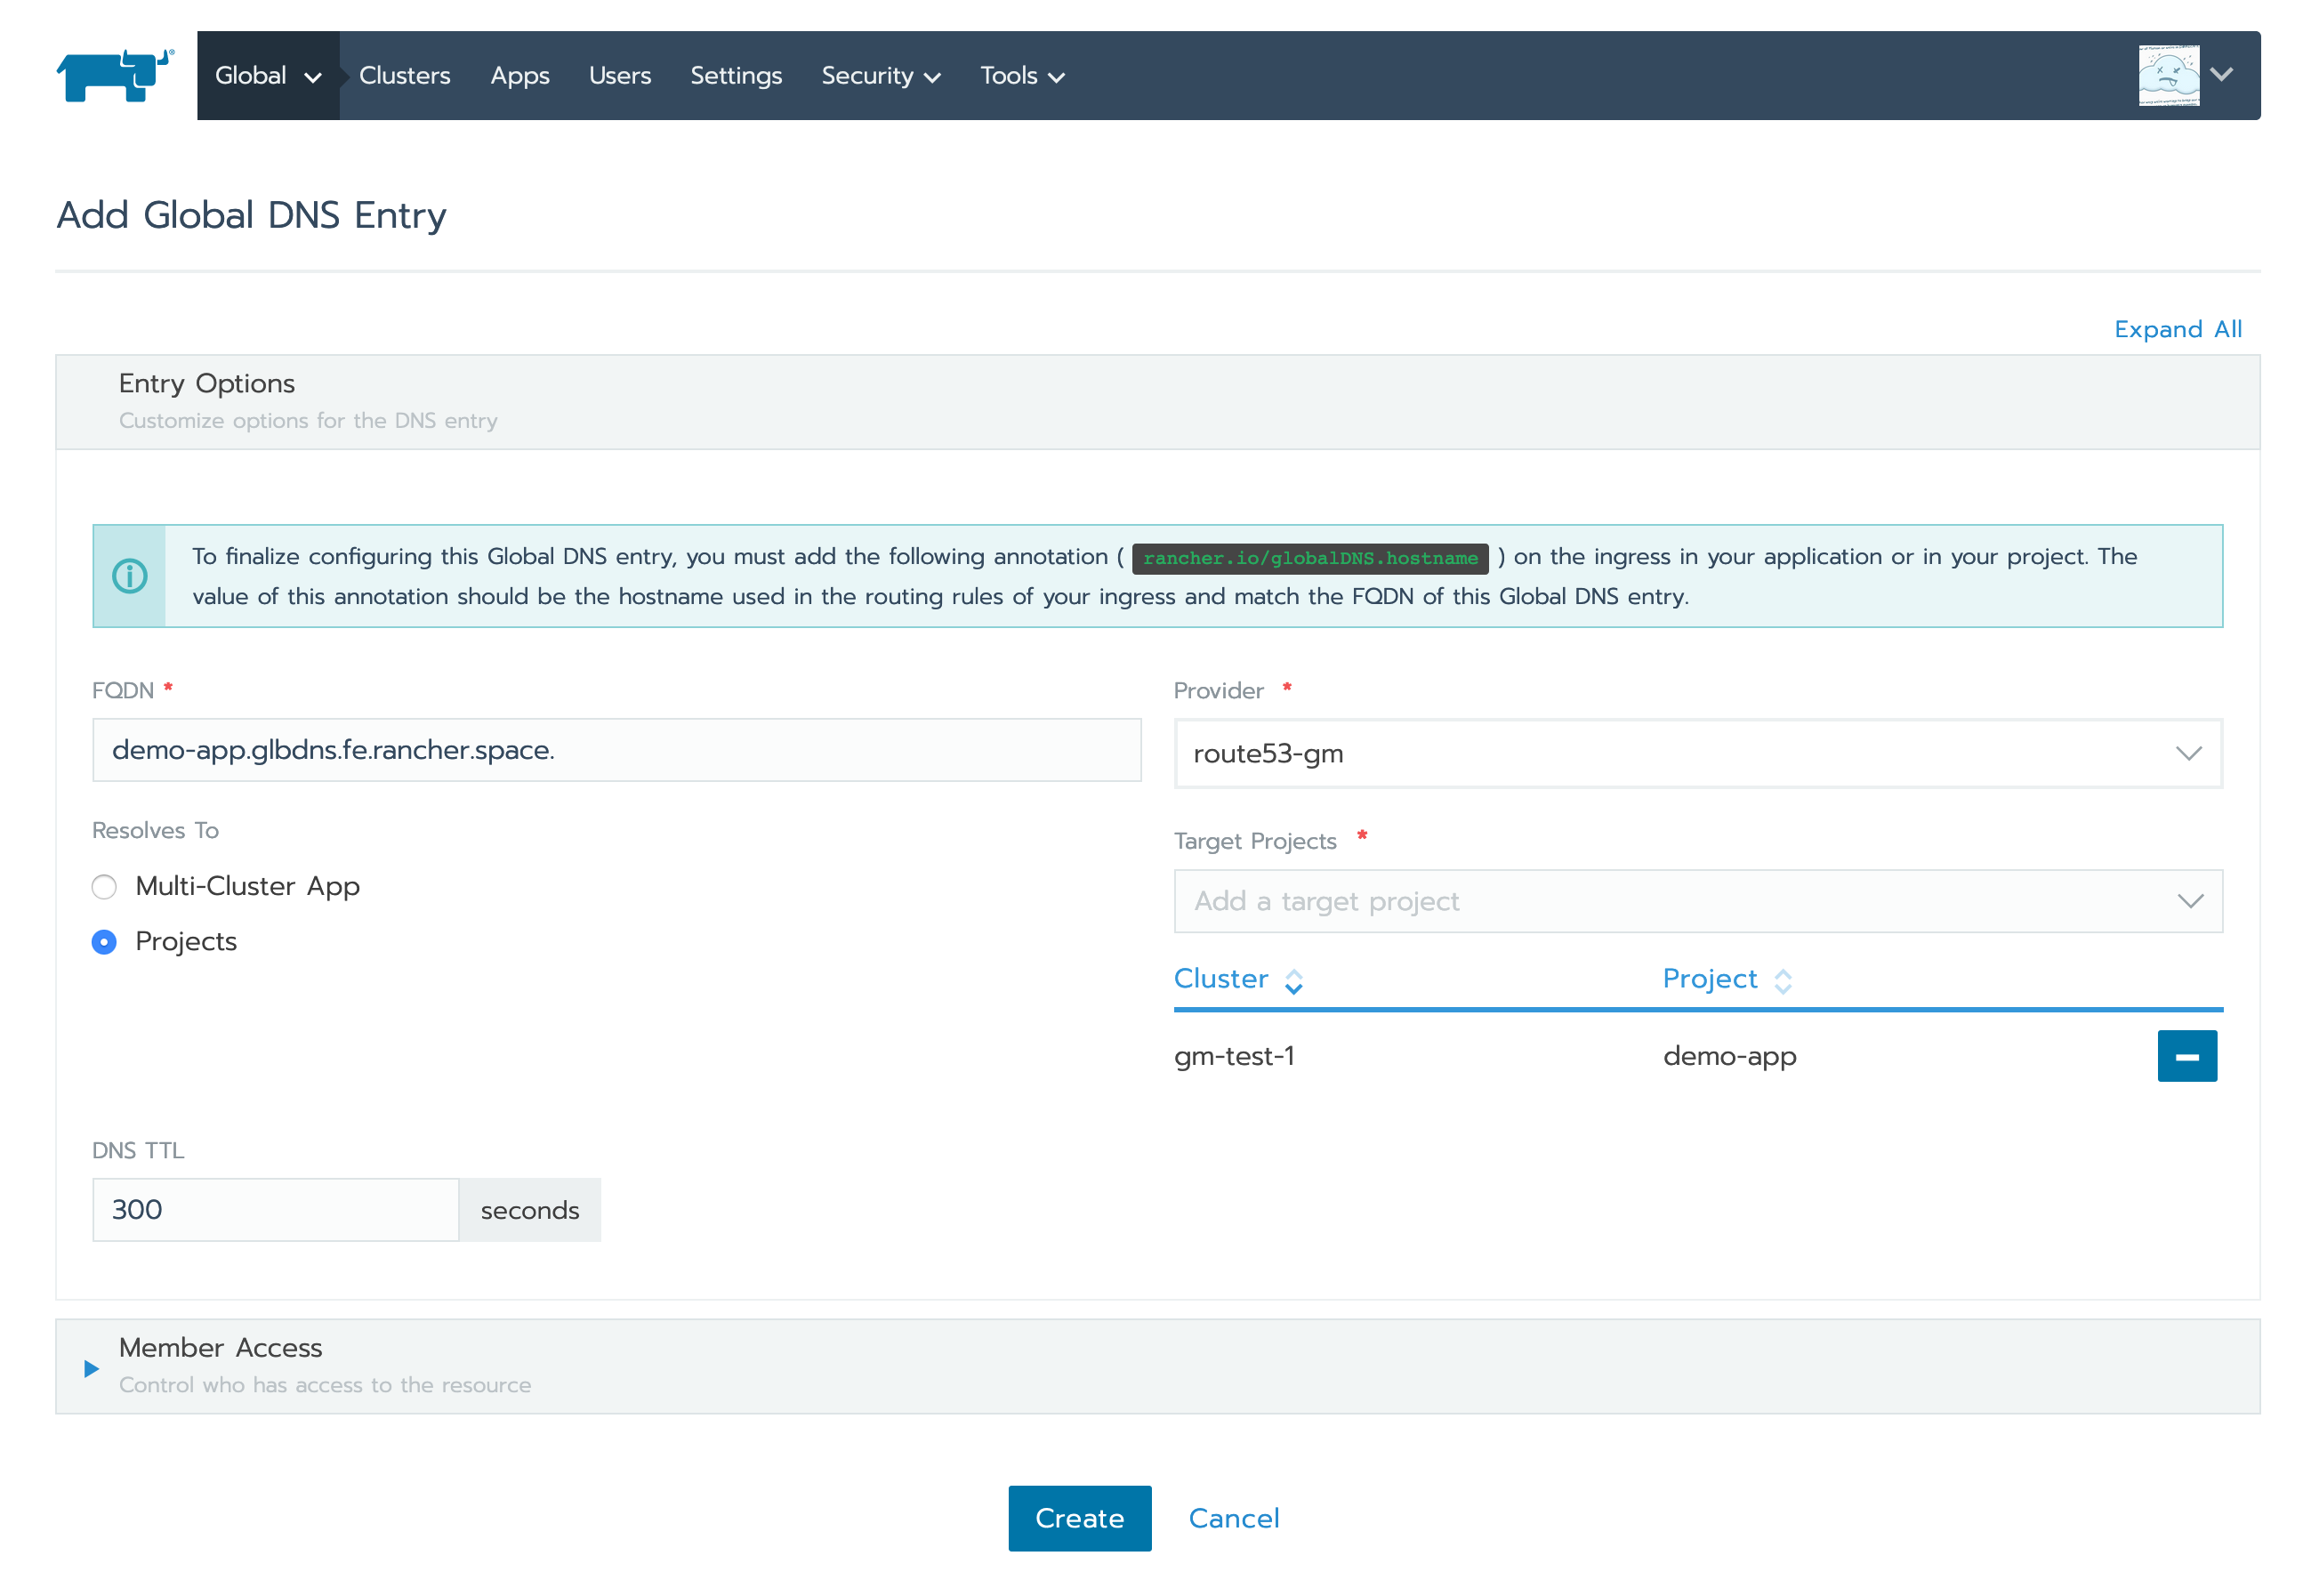 Global Clusters Apps Users Settings Security Tools
Add Global DNS Entry
Expand All
Entry Options
Customize options for the DNS entry
To finalize configuring this Global DNS entry, you must add the following annotation ( rancher.io/globalDNS.hostname ) on the ingress in your application or in your project. The
value of this annotation should be the hostname used in the routing rules of your ingress and match the FQDN of this Global DNS entry.
FQDN *
demo-app.glbdns.fe.rancher.space.
Provider *
route53-gm
Resolves To
Multi-Cluster App
Projects
Target Projects *
Add a target project
Cluster Project
gm-test-1 demo-app
DNS TTL
300 seconds
Member Access
Control who has access to the resource
Create Cancel